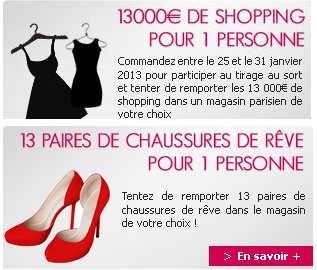 13000€ DE SHOPPING
POUR 1 PERSONNE
Commandez entre le 25 et le 31 janvier
2013 pour participer au tirage au sort
et tenter de remporter les 13 000€ de
shopping dans un magasin parisien de
votre choix
13 PAIRES DE CHAUSSURES DE RÊVE
POUR 1 PERSONNE
Tentez de remporter 13 paires de
chaussures de rêve dans le magasin
de votre choix !
> En savoir +